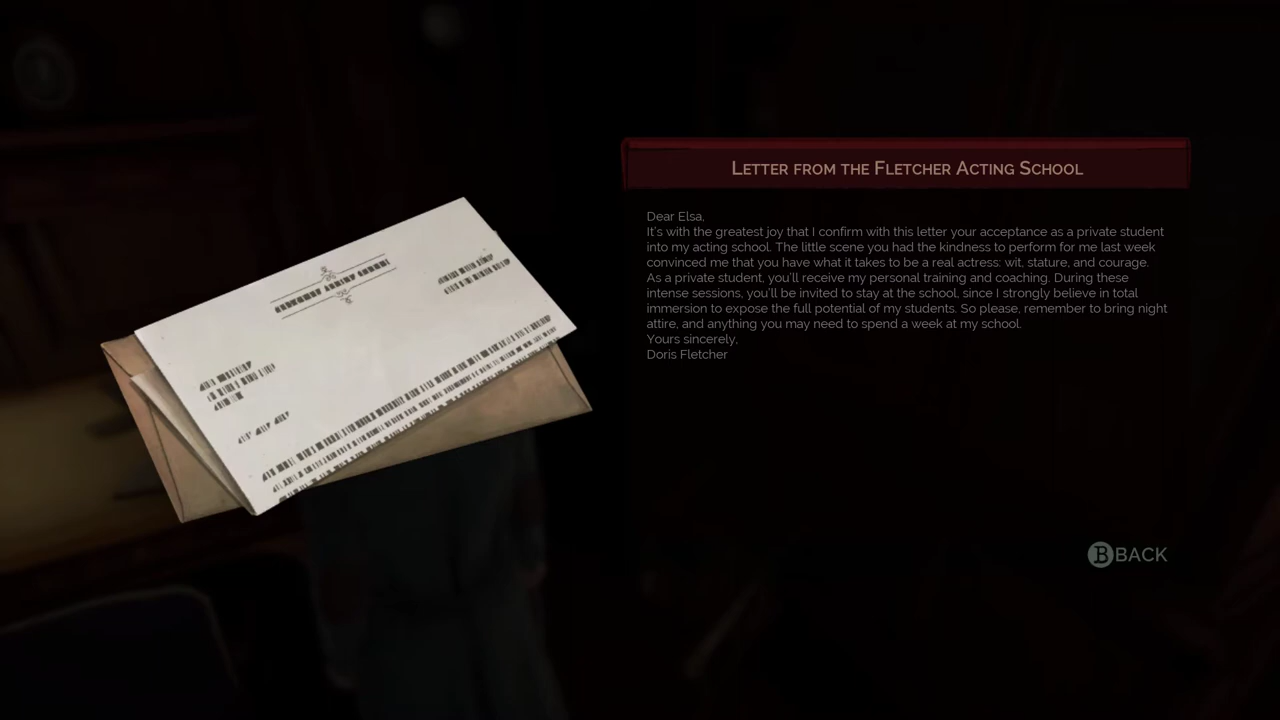 Letter from the Fletcher Acting School
Dear Elsa,
It's with the greatest joy that I confirm with this letter your acceptance as a private student
into my acting school. The little scene you had the kindness to perform for me last week
convinced me that you have what it takes to be a real actress: wit, stature, and courage.
As a private student, you'll receive my personal training and coaching. During these
intense sessions, you'll be invited to stay at the school, since I strongly believe in total
immersion to expose the full potential of my students. So please, remember to bring night
attire, and anything you may need to spend a week at my school.
Yours sincerely,
Doris Fletcher
B BACK